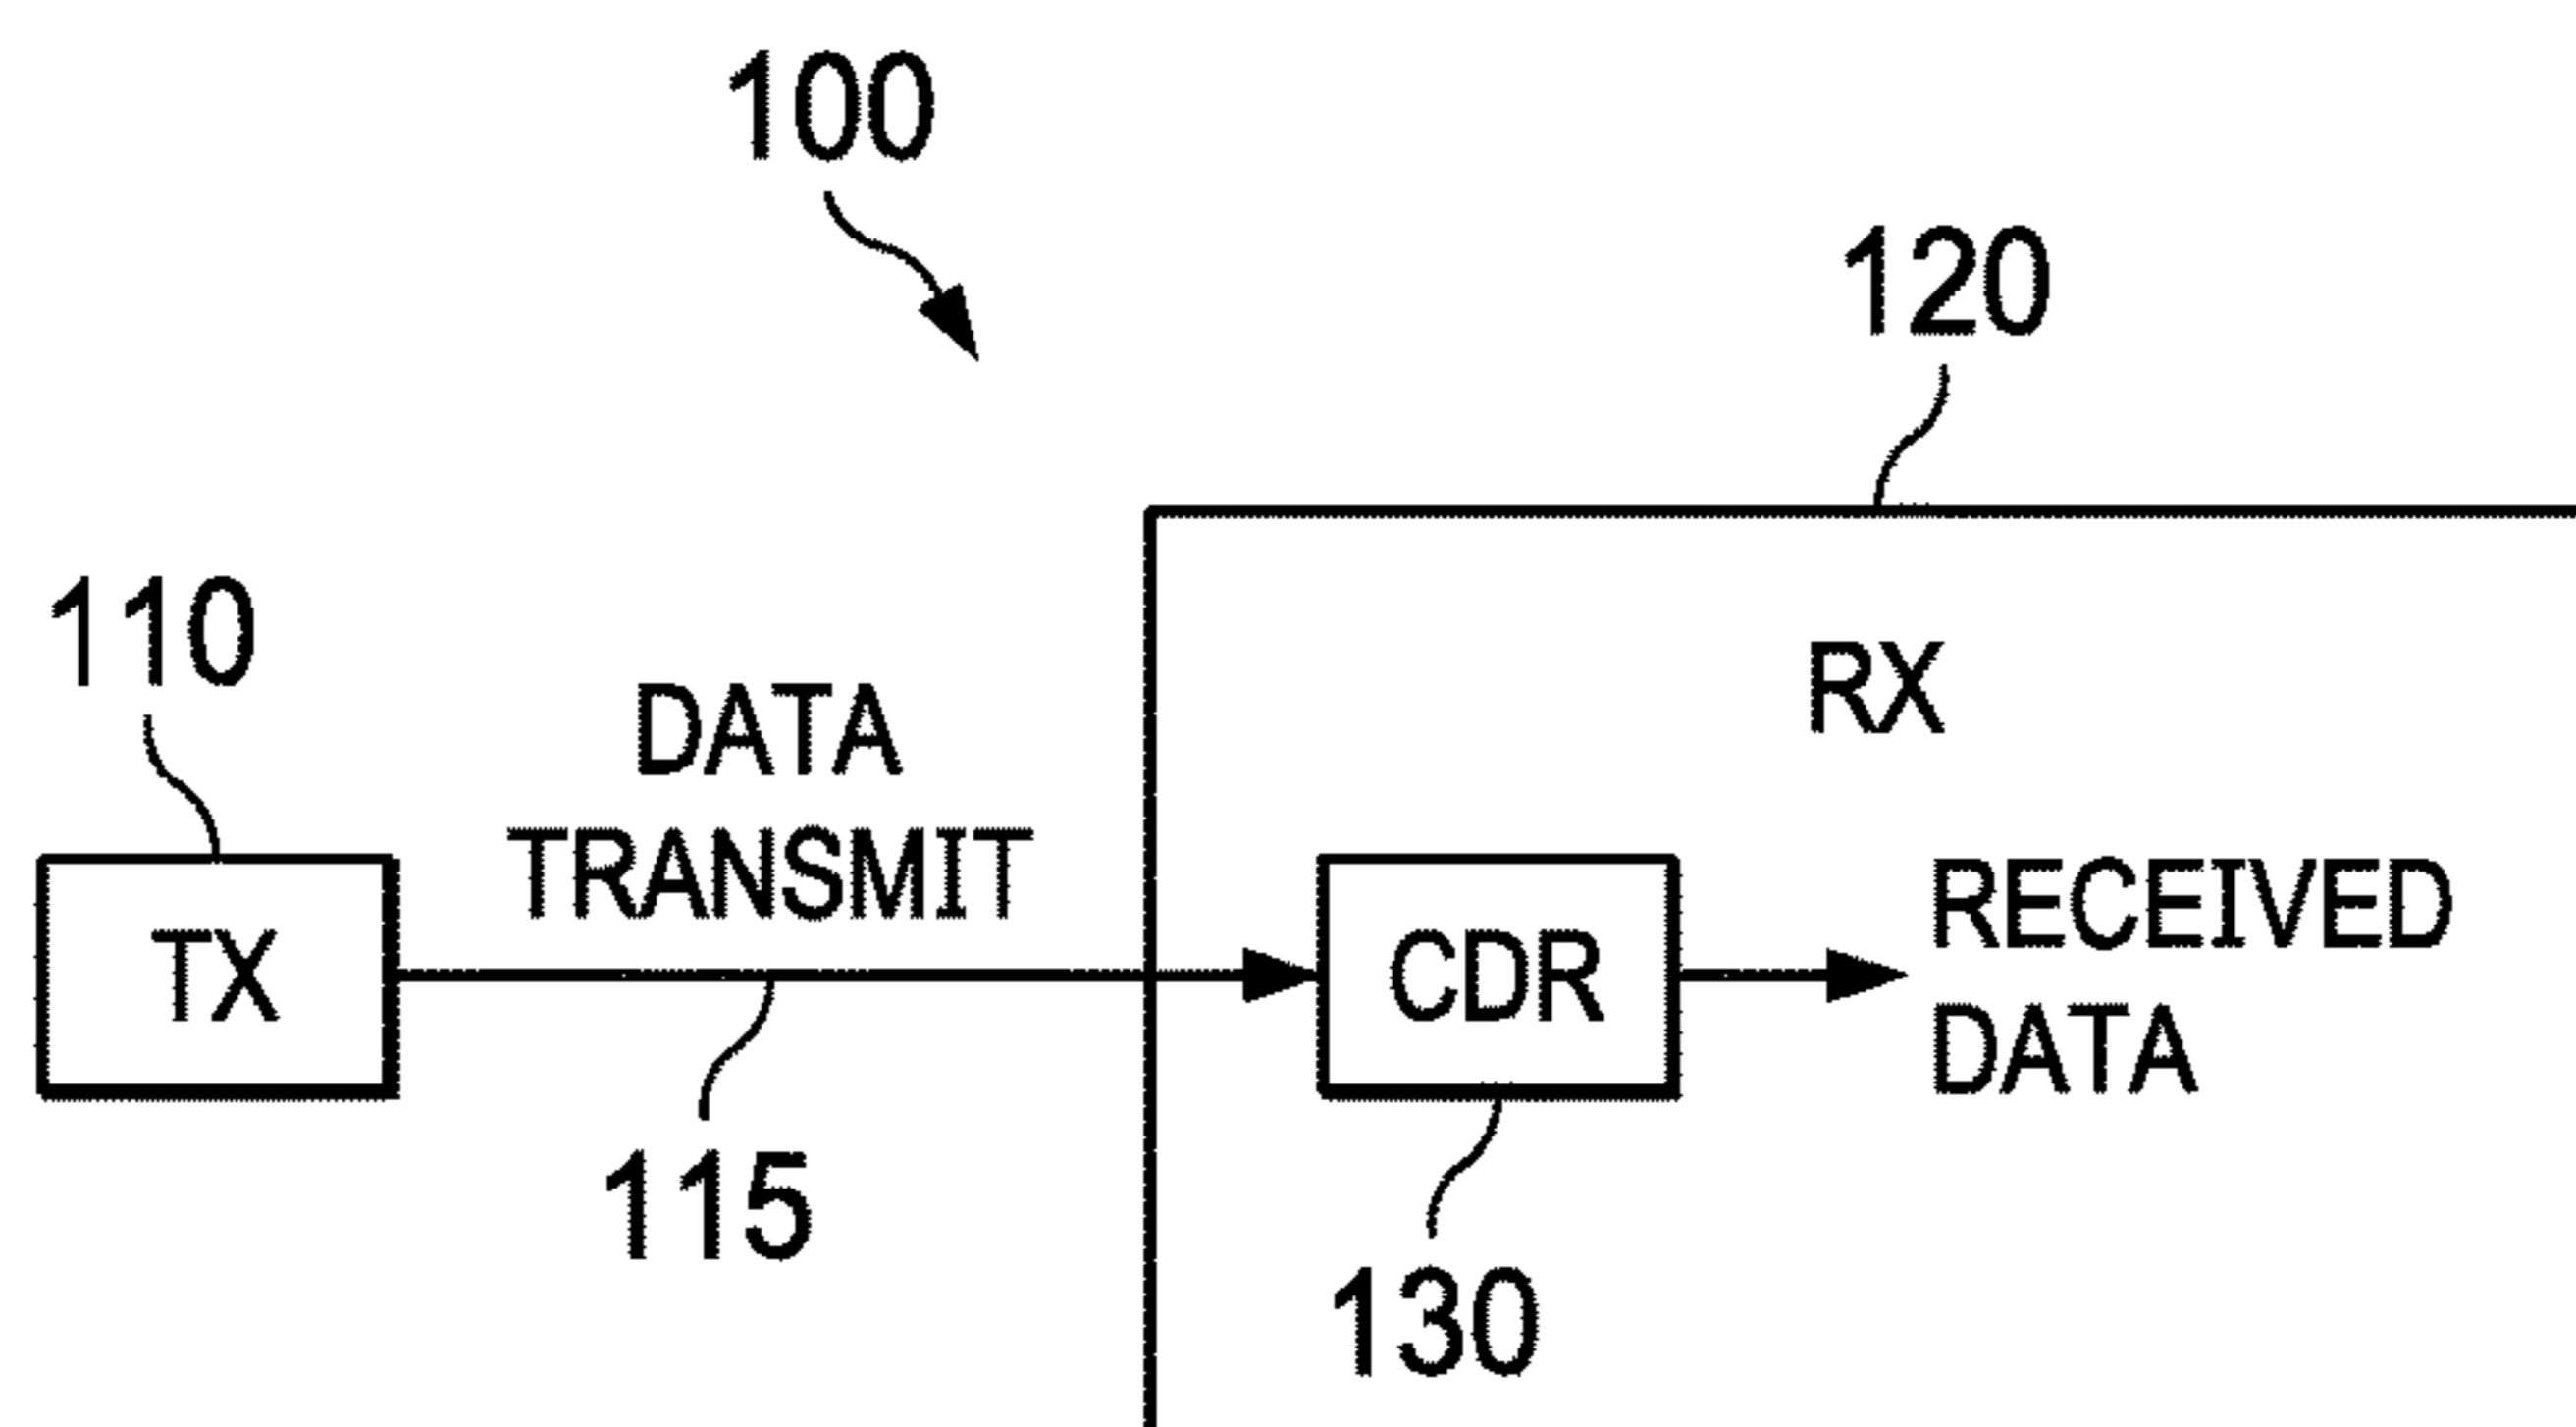 100
120
110
RX
DATA
TRANSMIT
TX
CDR
RECEIVED
DATA
115
130